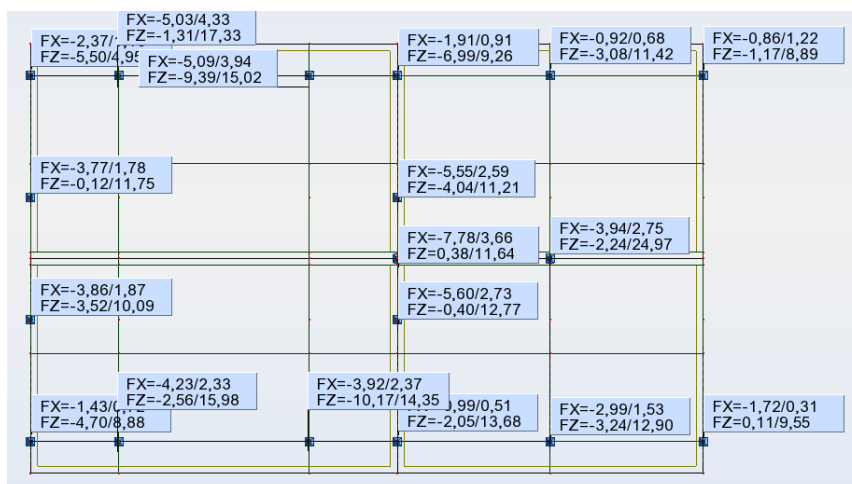 FX=-5,03/4,33
FZ=-1,31/17,33
FX=-2,37/
FZ=-5,50/4,95
FX=-5,09/3,94
FZ=-9,39/15,02
FX=-1,91/0,91
FZ=-6,99/9,26
FX=-0,92/0,68
FZ=-3,08/11,42
FX=-0,86/1,22
FZ=-1,17/8,89
FX=-3,77/1,78
FZ=-0,12/11,75
FX=-5,55/2,59
FZ=-4,04/11,21
FX=-7,78/3,66
FZ=0,38/11,64
FX=-3,94/2,75
FZ=-2,24/24,97
FX=-3,86/1,87
FZ=-3,52/10,09
FX=-5,60/2,73
FZ=-0,40/12,77
FX=-4,23/2,33
FZ=-2,56/15,98
FX=-3,92/2,37
FZ=-10,17/14,35
FX=-1,43/
FZ=-4,70/8,88
0,99/0,51
FZ=-2,05/13,68
FX=-2,99/1,53
FZ=-3,24/12,90
FX=-1,72/0,31
FZ=0,11/9,55